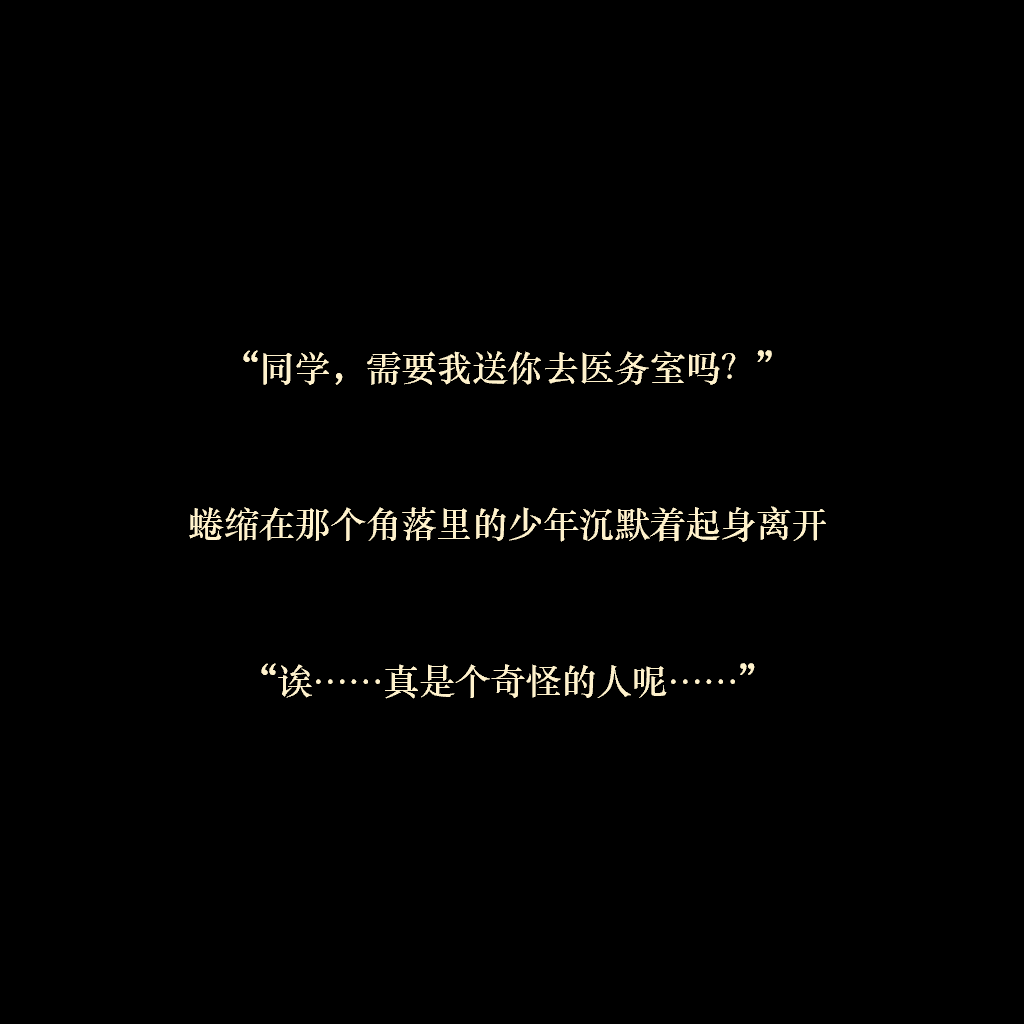 “同学，需要我送你去医务室吗？”
蜷缩在那个角落里的少年沉默着起身离开
“诶……真是个奇怪的人呢……”